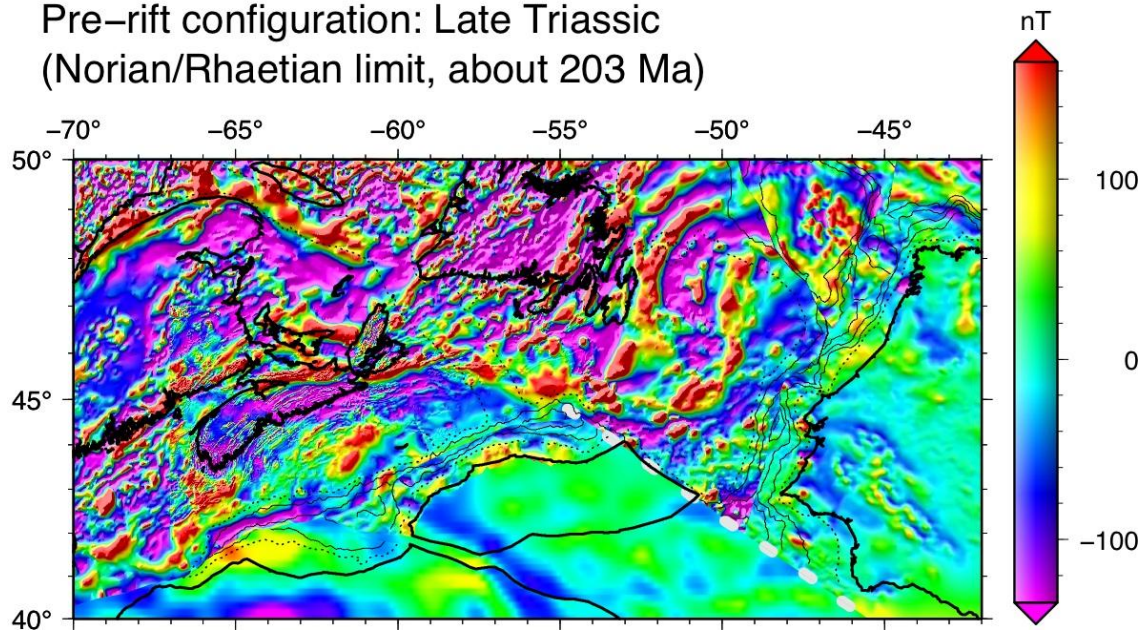 Pre−rift configuration: Late Triassic
(Norian/Rhaetian limit, about 203 Ma)
nT
−70° −65° −60° −55° −50° −45°
50°
45°
40°
100
0
−100